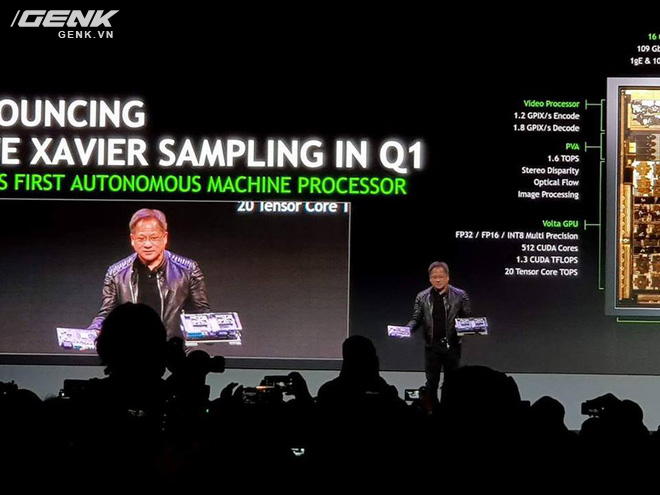 GENK
GENK.VN
OUNCING
E XAVIER SAMPLING IN Q1
S FIRST AUTONOMOUS MACHINE PROCESSOR
20 Tensor Core T
16
109 Gb
1gE & 10
Video Processor
1.2 GPIX/s Encode
1.8 GPIX/s Decode
PVA
1.6 TOPS
Stereo Disparity
Optical Flow
Image Processing
Volta GPU
FP32 / FP16 / INT8 Multi Precision
512 CUDA Cores
1.3 CUDA TFLOPS
20 Tensor Core TOPS